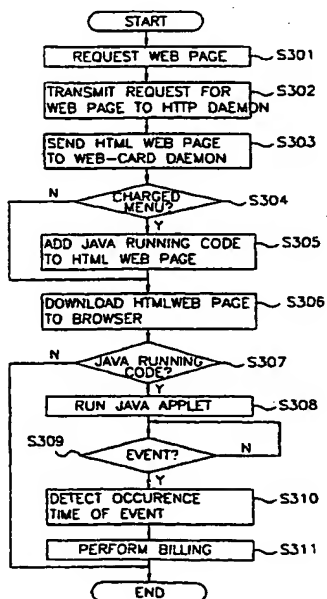 START
REQUEST WEB PAGE
S301
TRANSMIT REQUEST FOR
WEB PAGE TO HTTP DAEMON
S302
SEND HTML WEB PAGE
TO WEB-CARD DAEMON
S303
N
CHARGED
MENU?
S304
Y
ADD JAVA RUNNING CODE
TO HTML WEB PAGE
S305
DOWNLOAD HTMLWEB PAGE
TO BROWSER
S306
N
JAVA RUNNING
CODE?
S307
Y
RUN JAVA APPLET
S308
S309
EVENT?
N
Y
DETECT OCCURENCE
TIME OF EVENT
S310
PERFORM BILLING
S311
END